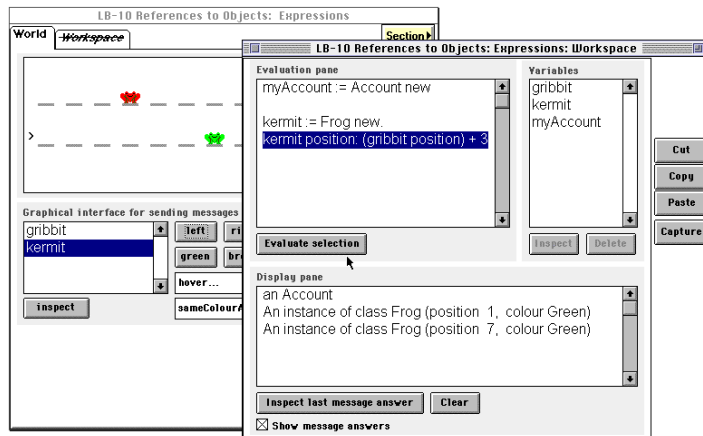 LB-10 References to Objects: Expressions
World
Workspace
Section
>
Graphical interface for sending messages
gribbit
kermit
left
green
hover...
inspect
LB-10 References to Objects: Expressions: Workspace
Evaluation pane
myAccount := Account new
kermit := Frog new.
kermit position: (gribbit position) + 3
Evaluate selection
Variables
gribbit
kermit
myAccount
Inspect
Delete
Cut
Copy
Paste
Capture
Display pane
an Account
An instance of class Frog (position 1, colour Green)
An instance of class Frog (position 7, colour Green)
Inspect last message answer
Clear
Show message answers